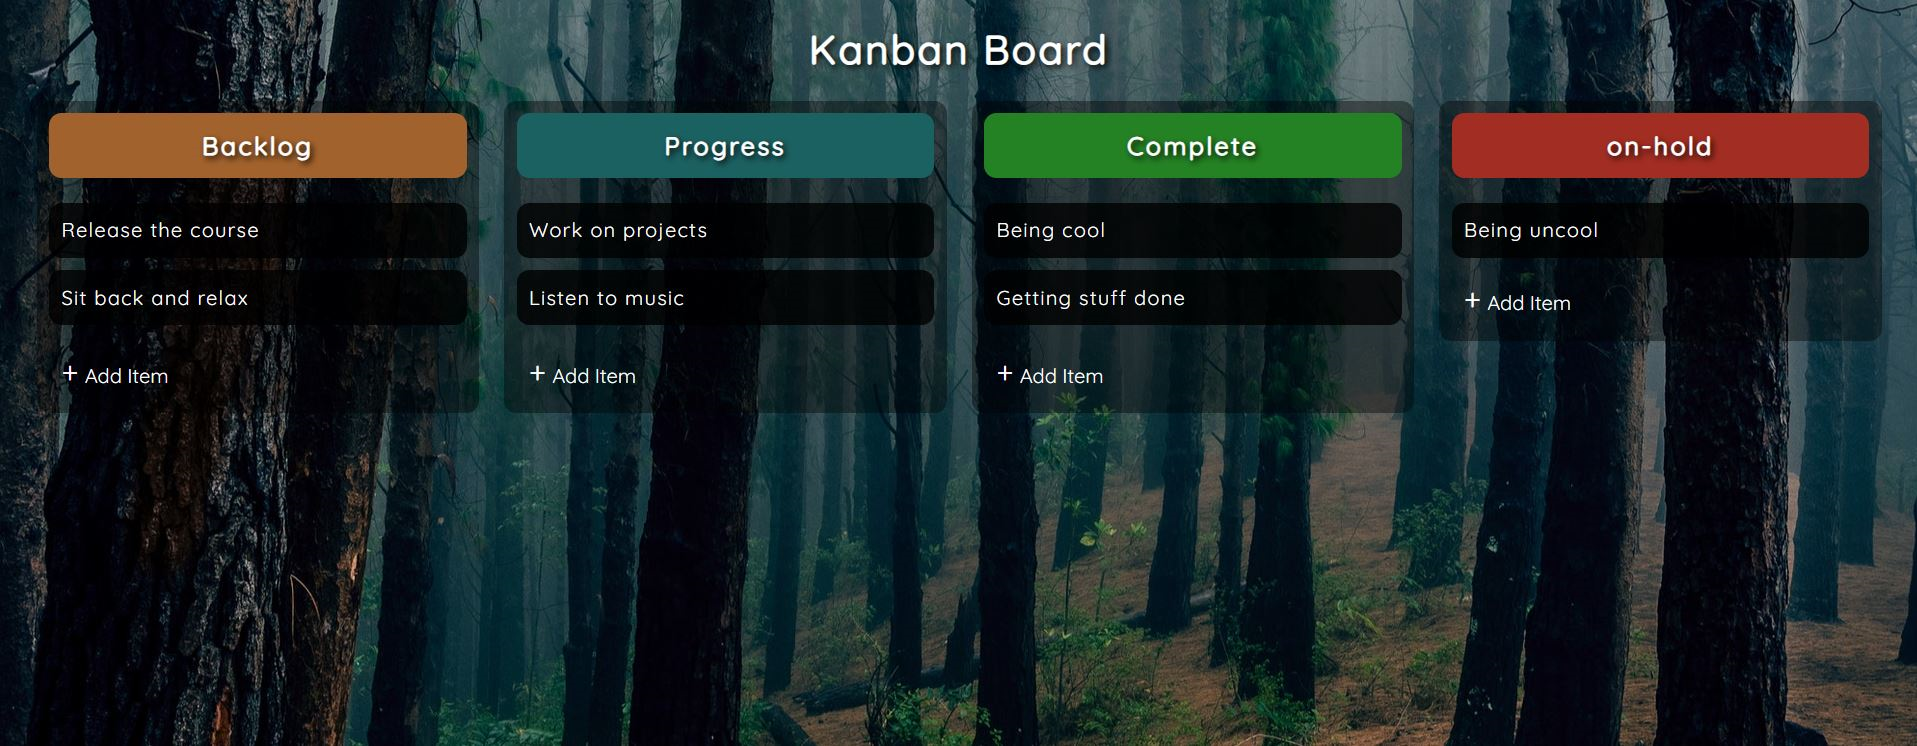 Kanban Board
Backlog
Release the course
Sit back and relax
+ Add Item
Progress
Work on projects
Listen to music
+ Add Item
Complete
Being cool
Getting stuff done
+ Add Item
on-hold
Being uncool
+ Add Item